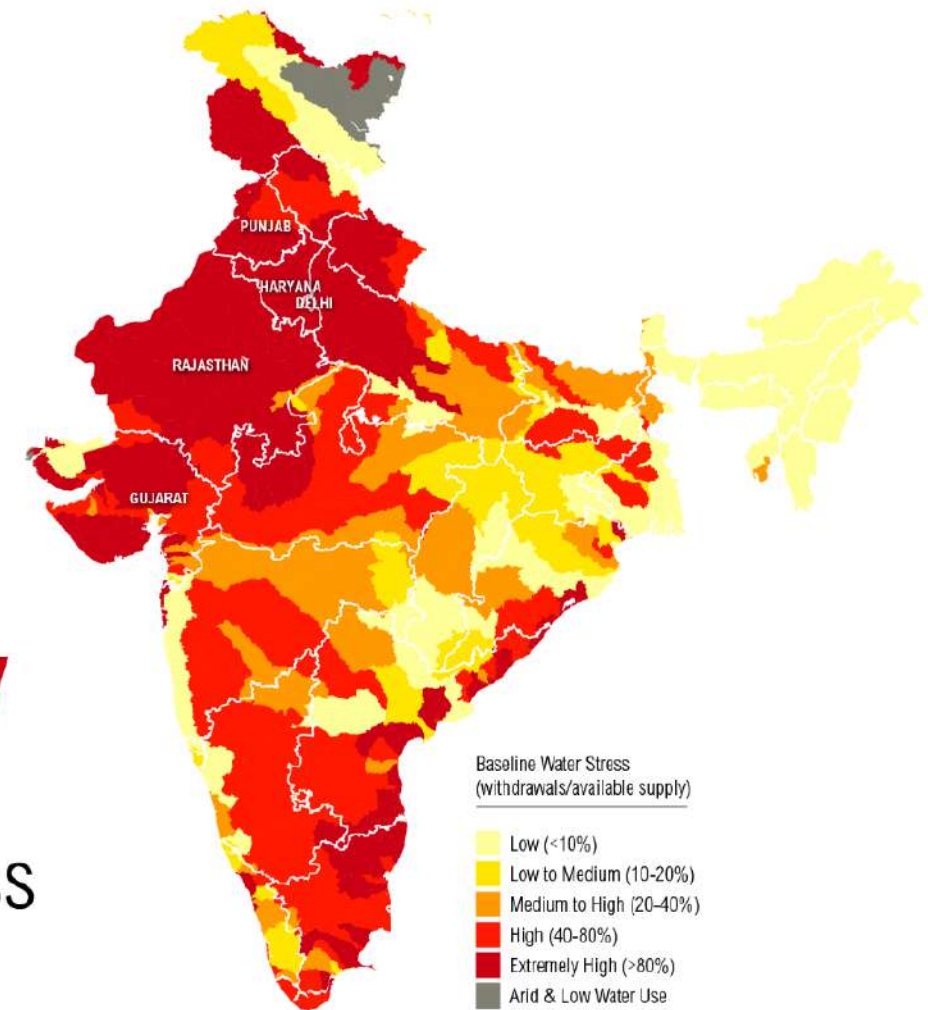 PUNJAB
HARYANA
DELHI
RAJASTHAN
GUJARAT
Baseline Water Stress
(withdrawals/available supply)
Low (<10%)
Low to Medium (10-20%)
Medium to High (20-40%)
High (40-80%)
Extremely High (>80%)
Arid & Low Water Use